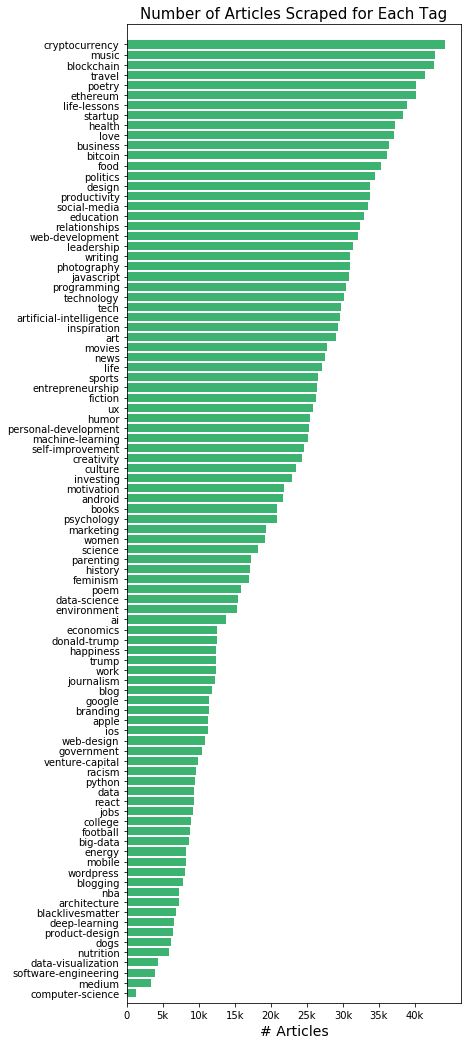 Number of Articles Scraped for Each Tag
cryptocurrency
music
blockchain
travel
poetry
ethereum
life-lessons
startup
health
love
business
bitcoin
food
politics
design
productivity
social-media
education
relationships
web-development
leadership
writing
photography
javascript
programming
technology
tech
artificial-intelligence
inspiration
art
movies
news
life
sports
entrepreneurship
fiction
ux
humor
personal-development
machine-learning
self-improvement
creativity
culture
investing
motivation
android
books
psychology
marketing
women
science
parenting
history
feminism
poem
data-science
environment
ai
economics
donald-trump
happiness
trump
work
journalism
blog
google
branding
apple
ios
web-design
government
venture-capital
racism
python
data
react
jobs
college
football
big-data
energy
mobile
wordpress
blogging
nba
architecture
blacklivesmatter
deep-learning
product-design
dogs
nutrition
data-visualization
software-engineering
medium
computer-science
0 5k 10k 15k 20k 25k 30k 35k 40k
# Articles